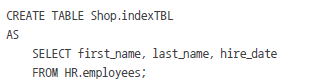 CREATE TABLE Shop.indexTBL
AS
SELECT first_name, last_name, hire_date
FROM HR.employees;